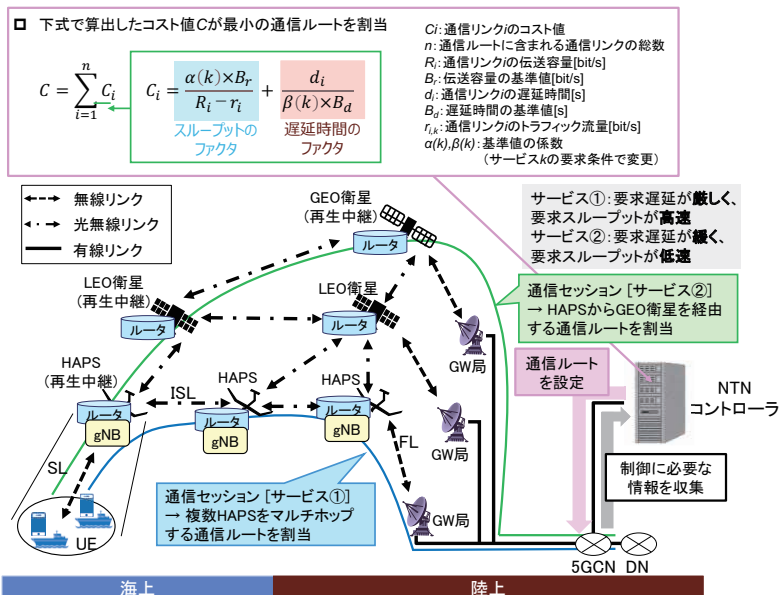 下式で算出したコスト値Cが最小の通信ルートを割当
C = \sum_{i=1}^{n} C_i
C_i = \frac{α(k)×B_r}{R_i−r_i} + \frac{d_i}{β(k)×B_d}
スループットの
ファクタ
遅延時間の
ファクタ
Ci:通信リンクiのコスト値
n:通信ルートに含まれる通信リンクの総数
Ri:通信リンクiの伝送容量[bit/s]
Br:伝送容量の基準値[bit/s]
di:通信リンクiの遅延時間[s]
Bd:遅延時間の基準値[s]
ri,k:通信リンクiのトラフィック流量[bit/s]
α(k),β(k):基準値の係数
(サービスkの要求条件で変更)
無線リンク
光無線リンク
有線リンク
GEO衛星
(再生中継)
ルータ
サービス①:要求遅延が厳しく、
要求スループットが高速
サービス②:要求遅延が緩く、
要求スループットが低速
LEO衛星
(再生中継)
ルータ
LEO衛星
ルータ
通信セッション [サービス②]
→ HAPSからGEO衛星を経由
する通信ルートを割当
GW局
通信ルート
を設定
NTN
コントローラ
HAPS
(再生中継)
ルータ
gNB
ISL
HAPS
ルータ
gNB
HAPS
ルータ
gNB
FL
GW局
SL
UE
通信セッション [サービス①]
→ 複数HAPSをマルチホップ
する通信ルートを割当
GW局
制御に必要な
情報を収集
5GCN DN
海上
陸上